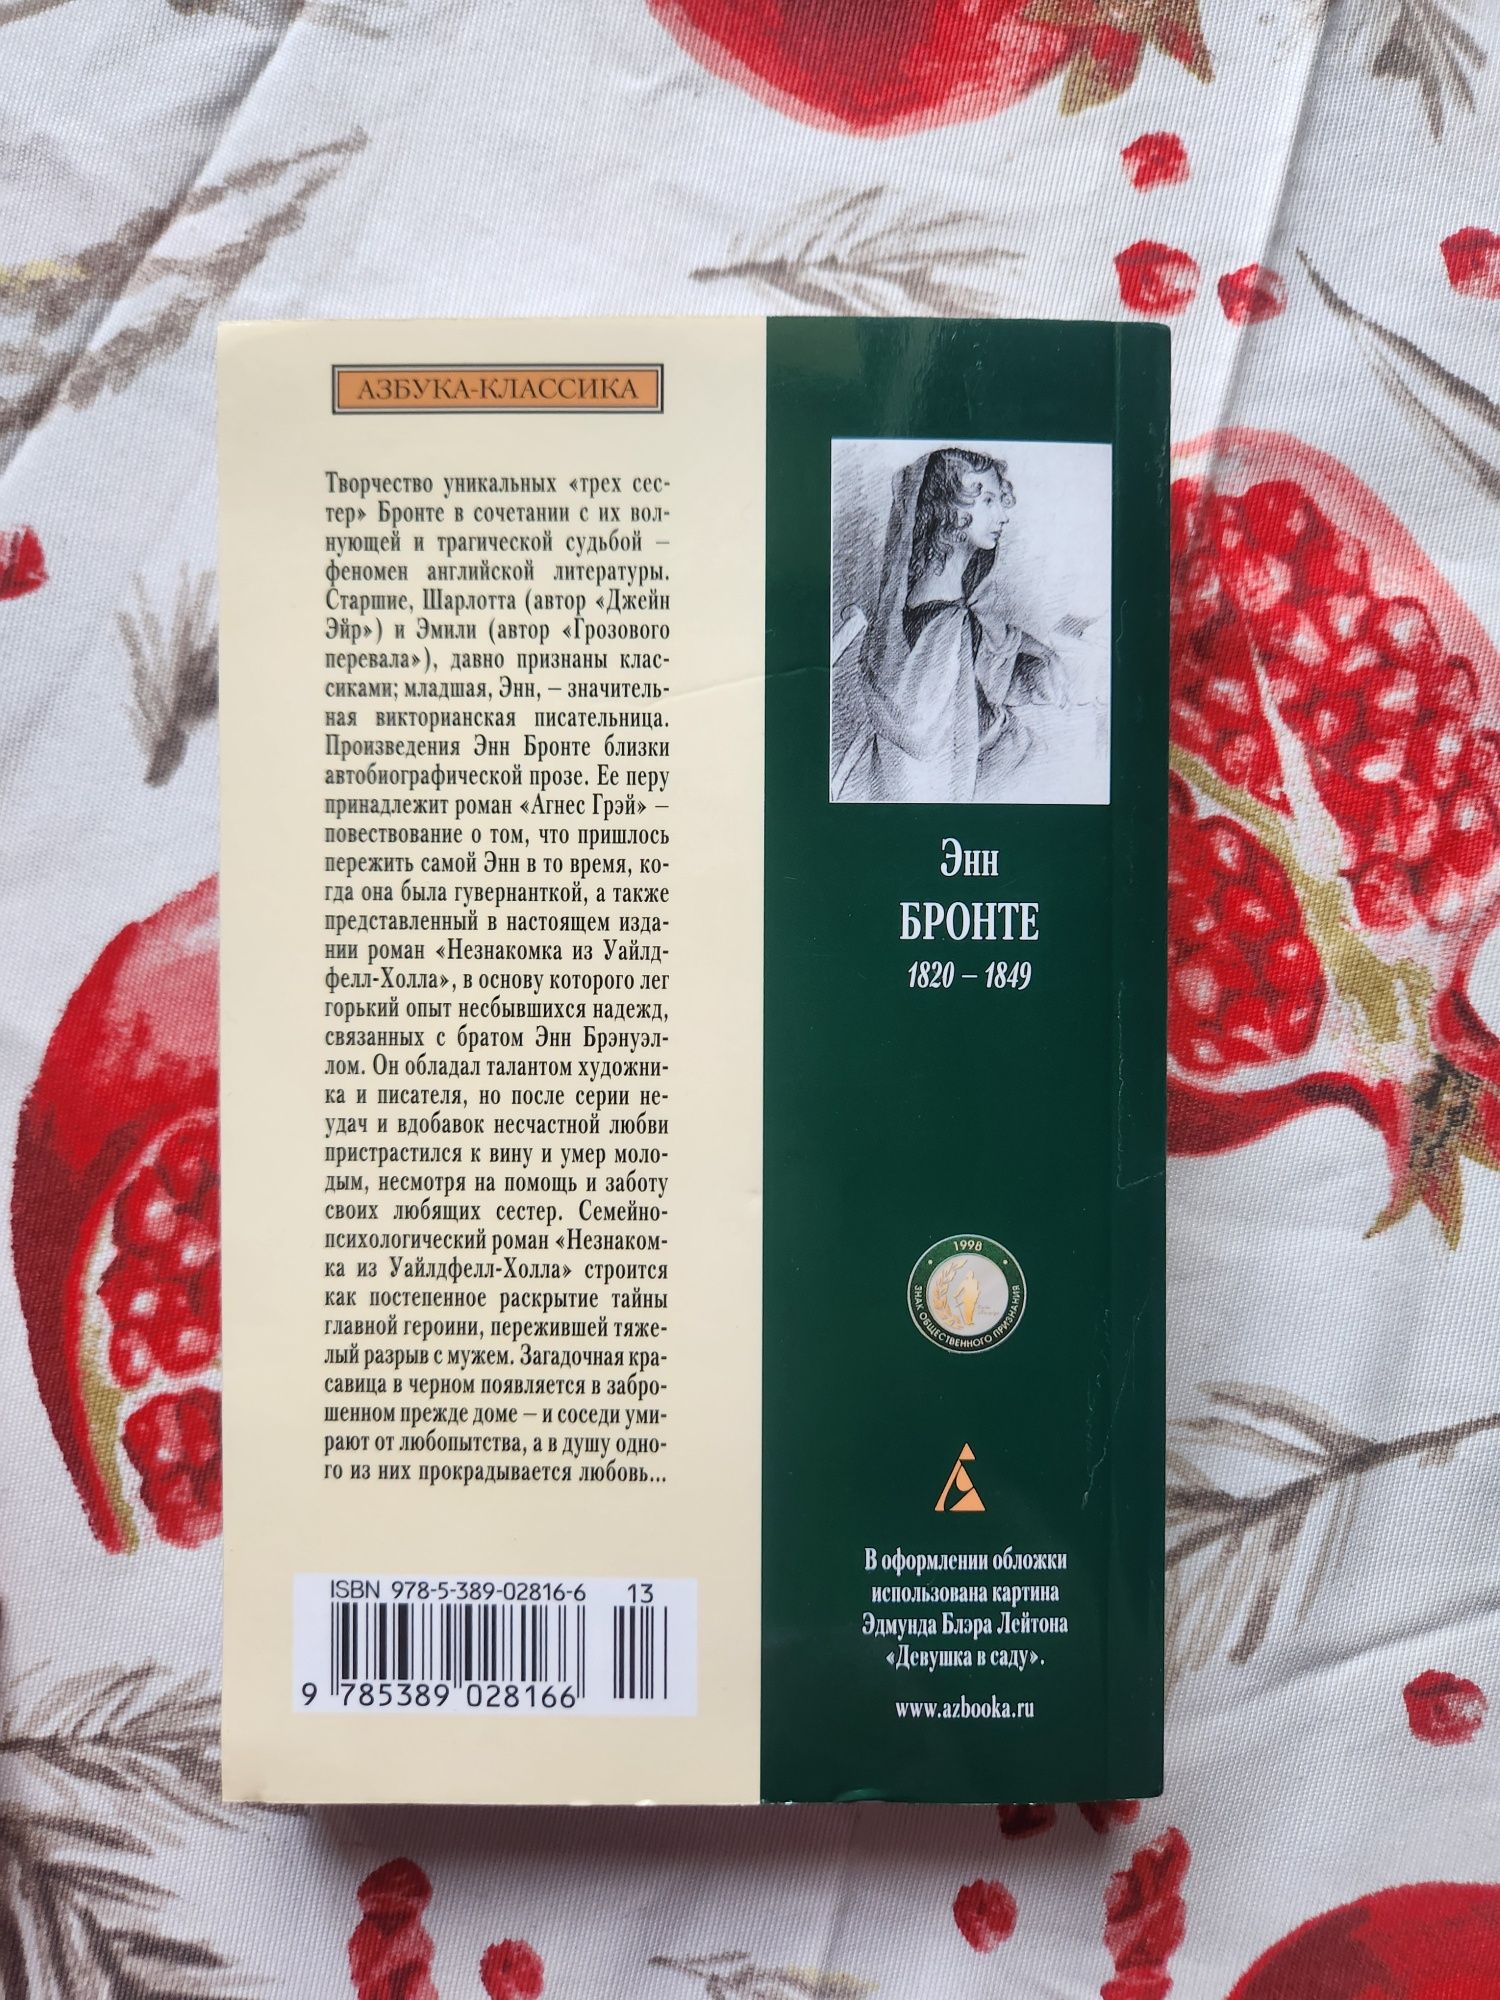 АЗБУКА-КЛАССИКА
Творчество уникальных «трех сес-
тер» Бронте в сочетании с их вол-
нующей и трагической судьбой –
феномен английской литературы.
Старшие, Шарлотта (автор «Джейн
Эйр») и Эмили (автор «Грозового
перевала»), давно признаны клас-
сиками; младшая, Энн, – значитель-
ная викторианская писательница.
Произведения Энн Бронте близки
автобиографической прозе. Ее перу
принадлежит роман «Агнес Грэй» –
повествование о том, что пришлось
пережить самой Энн в то время, ко-
гда она была гувернанткой, а также
представленный в настоящем изда-
нии роман «Незнакомка из Уайлд-
фелл-Холла», в основу которого лег
горький опыт несбывшихся надежд,
связанных с братом Энн Брэнуэл-
лом. Он обладал талантом художни-
ка и писателя, но после серии не-
удач и вдобавок несчастной любви
пристрастился к вину и умер моло-
дым, несмотря на помощь и заботу
своих любящих сестер. Семейно-
психологический роман «Незнаком-
ка из Уайлдфелл-Холла» строится
как постепенное раскрытие тайны
главной героини, пережившей тяже-
лый разрыв с мужем. Загадочная кра-
савица в черном появляется в забро-
шенном прежде доме – и соседи уми-
рают от любопытства, а в душу одно-
го из них прокрадывается любовь...
ISBN 978-5-389-02816-6 13
9 785389 028166
Энн
БРОНТЕ
1820 – 1849
1998
ЗНАК ОБЩЕСТВЕННОГО ПРИЗНАНИЯ
В оформлении обложки
использована картина
Эдмунда Блэра Лейтона
«Девушка в саду».
www.azbooka.ru